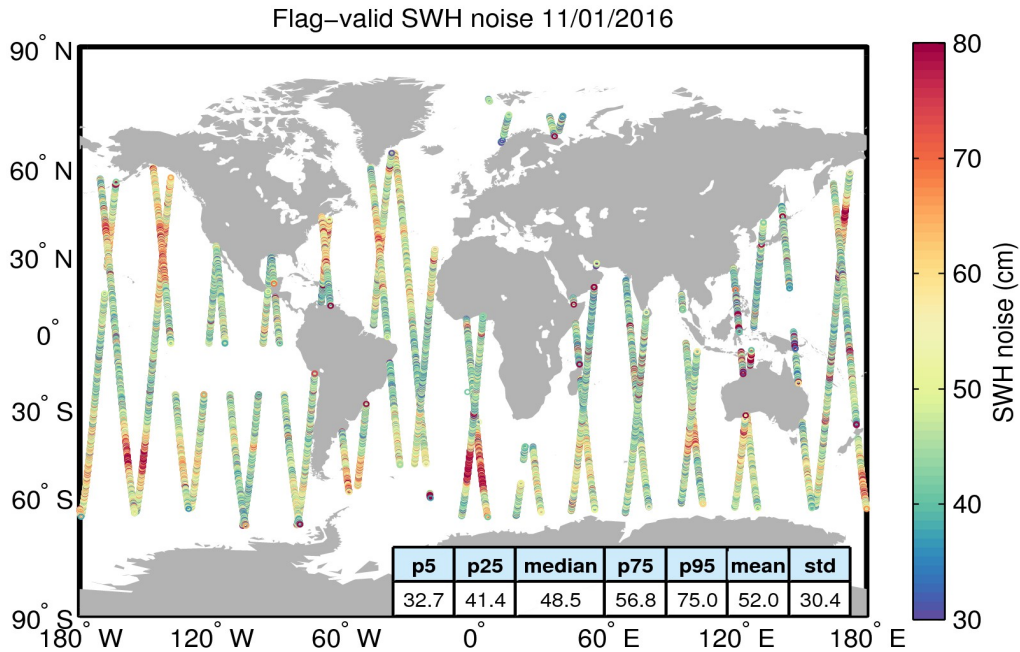 Flag−valid SWH noise 11/01/2016
90° N
60° N
30° N
0°
30° S
60° S
90° S
180° W 120° W 60° W 0° 60° E 120° E 180° E
p5 p25 median p75 p95 mean std
32.7 41.4 48.5 56.8 75.0 52.0 30.4
80
70
60
50
40
30
SWH noise (cm)